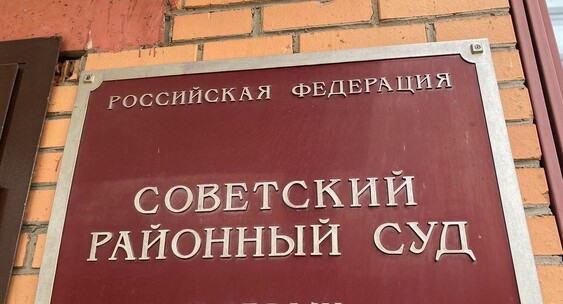 РОССИЙСКАЯ ФЕДЕРАЦИЯ
СОВЕТСКИЙ
РАЙОННЫЙ СУД